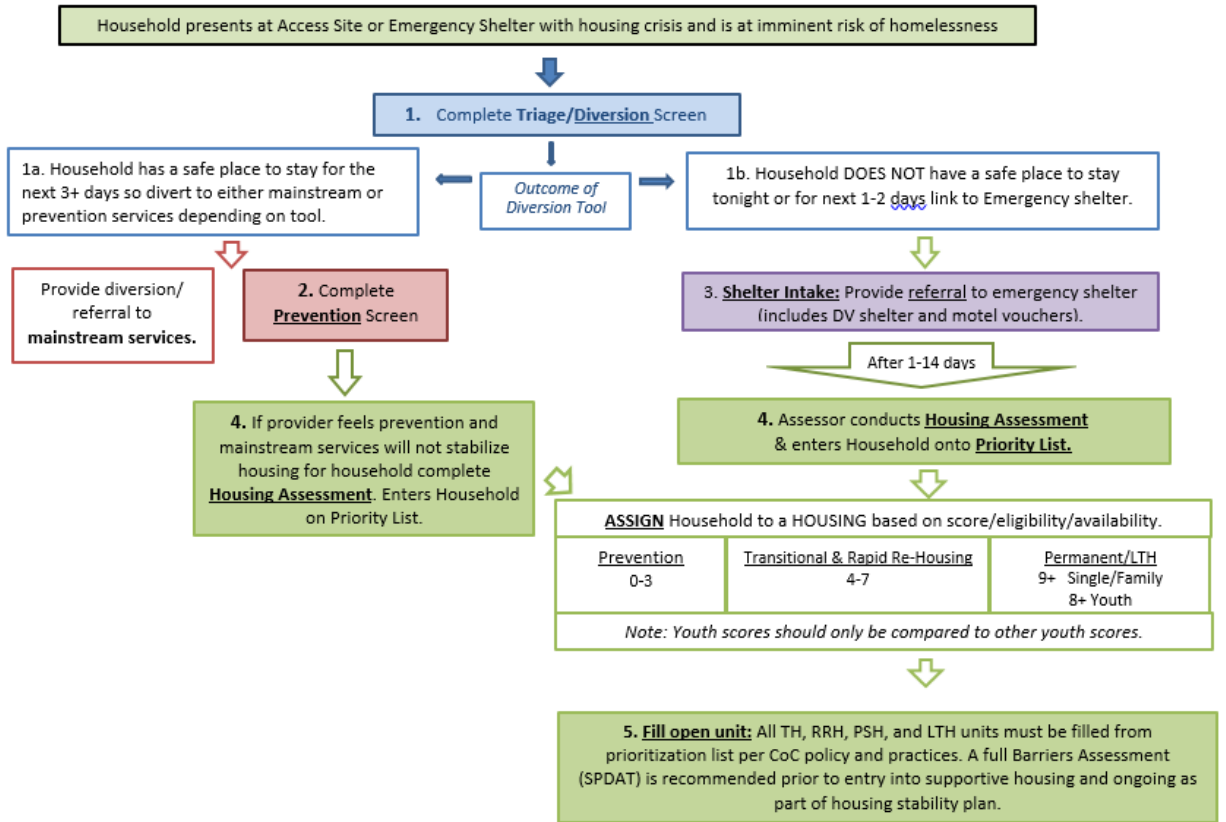 Household presents at Access Site or Emergency Shelter with housing crisis and is at imminent risk of homelessness
1. Complete Triage/Diversion Screen
1a. Household has a safe place to stay for the
next 3+ days so divert to either mainstream or
prevention services depending on tool.
Outcome of
Diversion Tool
1b. Household DOES NOT have a safe place to stay
tonight or for next 1-2 days link to Emergency shelter.
Provide diversion/
referral to
mainstream services.
2. Complete
Prevention Screen
3. Shelter Intake: Provide referral to emergency shelter
(includes DV shelter and motel vouchers).
After 1-14 days
4. If provider feels prevention and
mainstream services will not stabilize
housing for household complete
Housing Assessment. Enters Household
on Priority List.
4. Assessor conducts Housing Assessment
& enters Household onto Priority List.
ASSIGN Household to a HOUSING based on score/eligibility/availability.
Prevention
0-3
Transitional & Rapid Re-Housing
4-7
Permanent/LTH
9+ Single/Family
8+ Youth
Note: Youth scores should only be compared to other youth scores.
5. Fill open unit: All TH, RRH, PSH, and LTH units must be filled from
prioritization list per CoC policy and practices. A full Barriers Assessment
(SPDAT) is recommended prior to entry into supportive housing and ongoing as
part of housing stability plan.